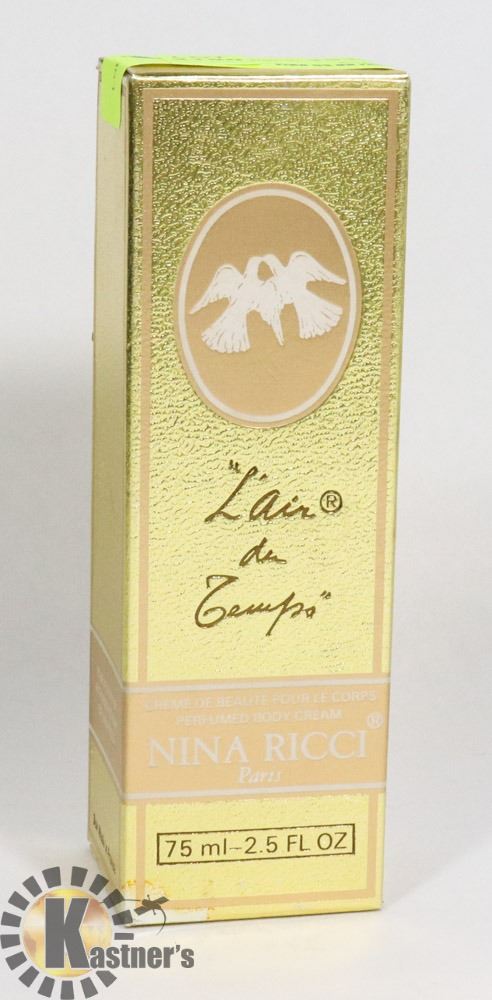 "L'air®
du
Temps"
CRÈME DE BEAUTÉ POUR LE CORPS
PERFUMED BODY CREAM
NINA RICCI®
Paris
75 ml-2.5 FL OZ
Kastner's